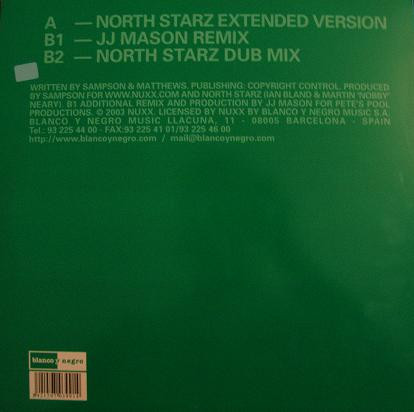 A — NORTH STARZ EXTENDED VERSION
B1 — JJ MASON REMIX
B2 — NORTH STARZ DUB MIX
WRITTEN BY SAMPSON & MATTHEWS. PUBLISHING: COPYRIGHT CONTROL. PRODUCED
BY SAMPSON FOR WWW.NUXX.COM AND NORTH STARZ (IAN BLAND & MARTIN 'NOBBY'
NEARY). B1 ADDITIONAL REMIX AND PRODUCTION BY JJ MASON FOR PETE'S POOL
PRODUCTIONS. © 2003 NUXX. LICENSED BY NUXX BY BLANCO Y NEGRO MUSIC S.A.
BLANCO Y NEGRO MUSIC LLACUNA, 11 - 08005 BARCELONA - SPAIN
Tel.: 93 225 44 00 - FAX:93 225 41 01/93 225 46 00
http://www.blancoynegro.com / mail@blancoynegro.com
blanco y negro